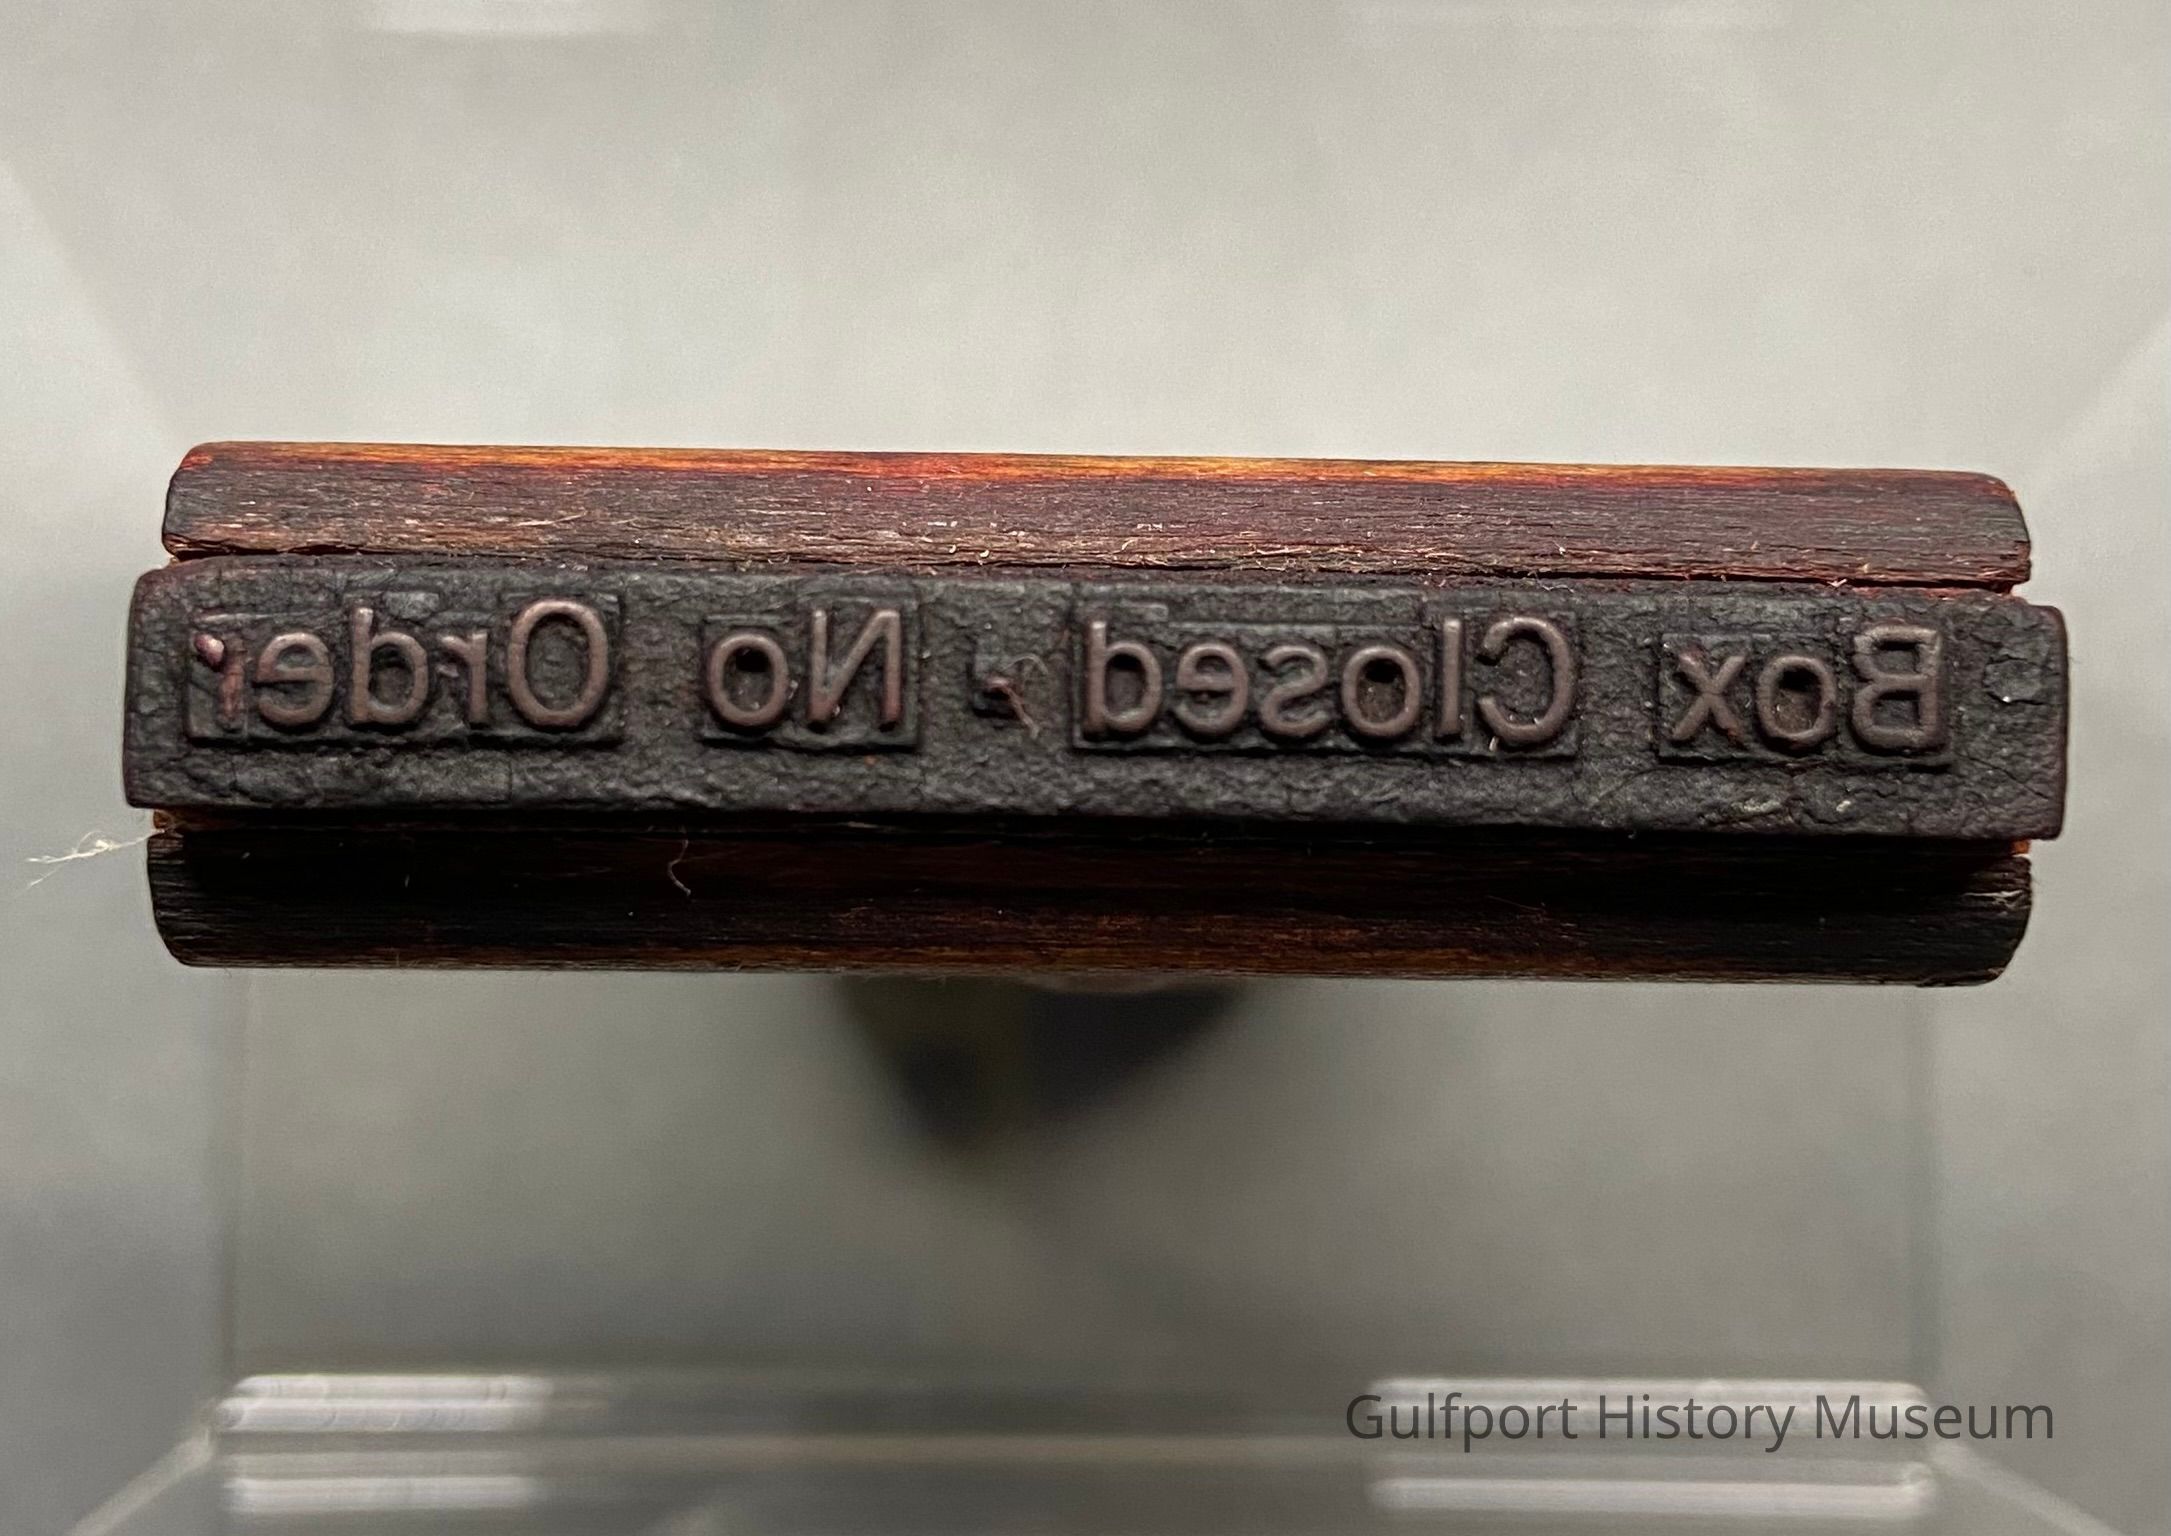 Box Closed - No Order
Gulfport History Museum